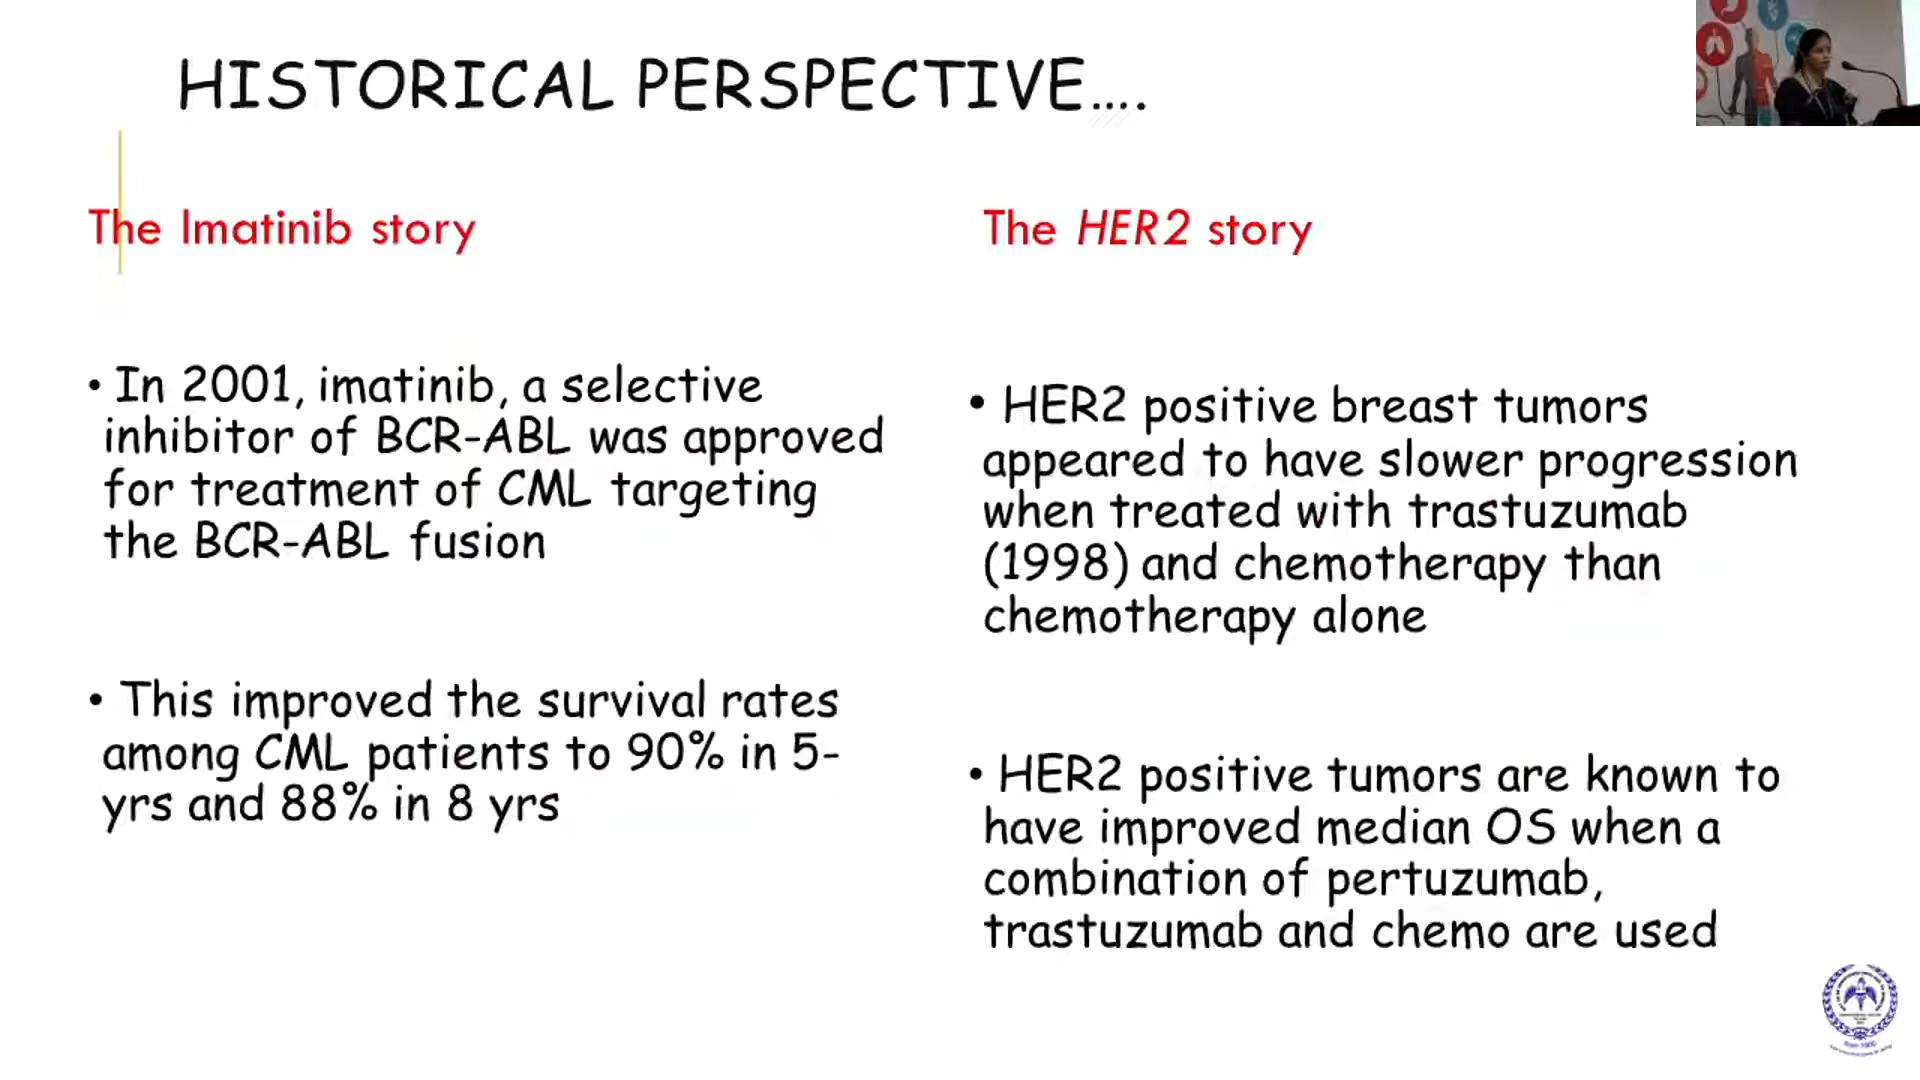 HISTORICAL PERSPECTIVE....
The Imatinib story
• In 2001, imatinib, a selective
inhibitor of BCR-ABL was approved
for treatment of CML targeting
the BCR-ABL fusion
• This improved the survival rates
among CML patients to 90% in 5-
yrs and 88% in 8 yrs
The HER2 story
• HER2 positive breast tumors
appeared to have slower progression
when treated with trastuzumab
(1998) and chemotherapy than
chemotherapy alone
• HER2 positive tumors are known to
have improved median OS when a
combination of pertuzumab,
trastuzumab and chemo are used